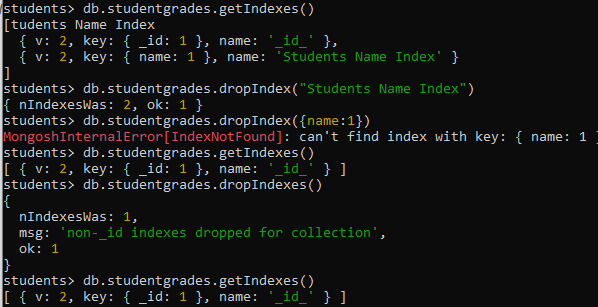 students> db.studentgrades.getIndexes()
[tudents Name Index
  { v: 2, key: { _id: 1 }, name: '_id_' },
  { v: 2, key: { name: 1 }, name: 'Students Name Index' }
]
students> db.studentgrades.dropIndex("Students Name Index")
{ nIndexesWas: 2, ok: 1 }
students> db.studentgrades.dropIndex({name:1})
MongoshInternalError[IndexNotFound]: can't find index with key: { name: 1 }
students> db.studentgrades.getIndexes()
[ { v: 2, key: { _id: 1 }, name: '_id_' } ]
students> db.studentgrades.dropIndexes()
{
  nIndexesWas: 1,
  msg: 'non-_id indexes dropped for collection',
  ok: 1
}
students> db.studentgrades.getIndexes()
[ { v: 2, key: { _id: 1 }, name: '_id_' } ]